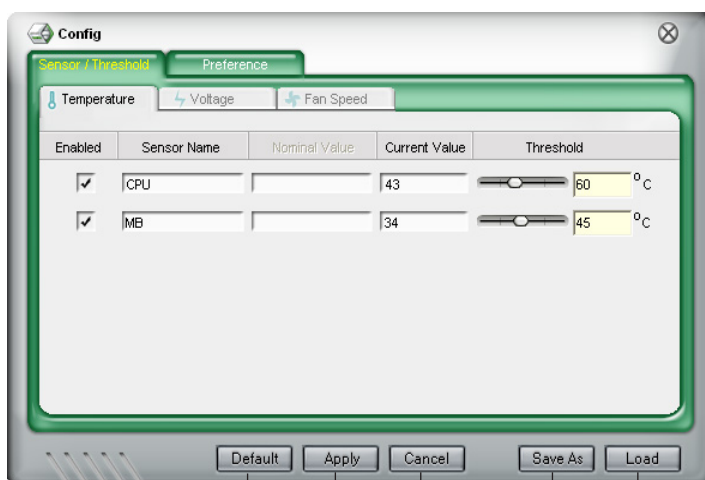 Config
Sensor / Threshold Preference
Temperature Voltage Fan Speed
Enabled Sensor Name Nominal Value Current Value Threshold
CPU 43 60 °C
MB 34 45 °C
Default Apply Cancel Save As Load